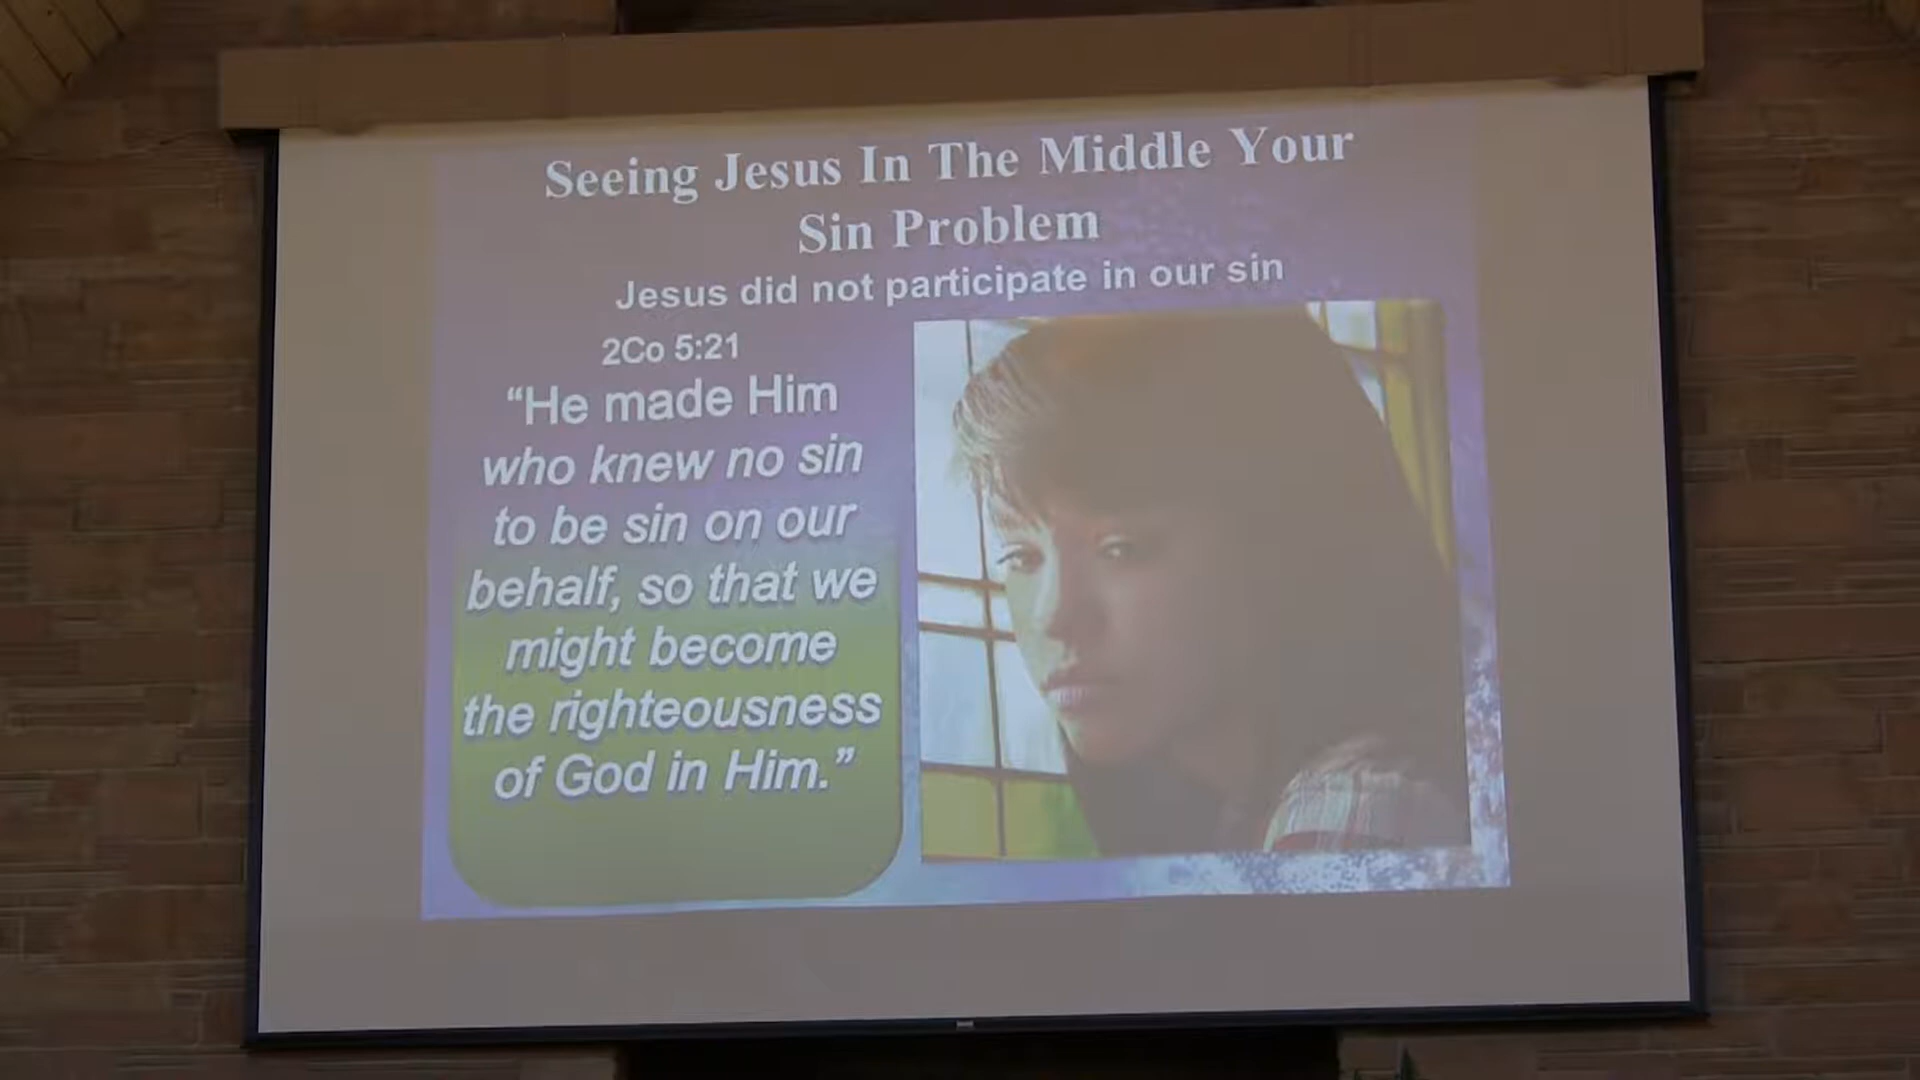 Seeing Jesus In The Middle Your
Sin Problem
Jesus did not participate in our sin
2Co 5:21
“He made Him
who knew no sin
to be sin on our
behalf, so that we
might become
the righteousness
of God in Him.”